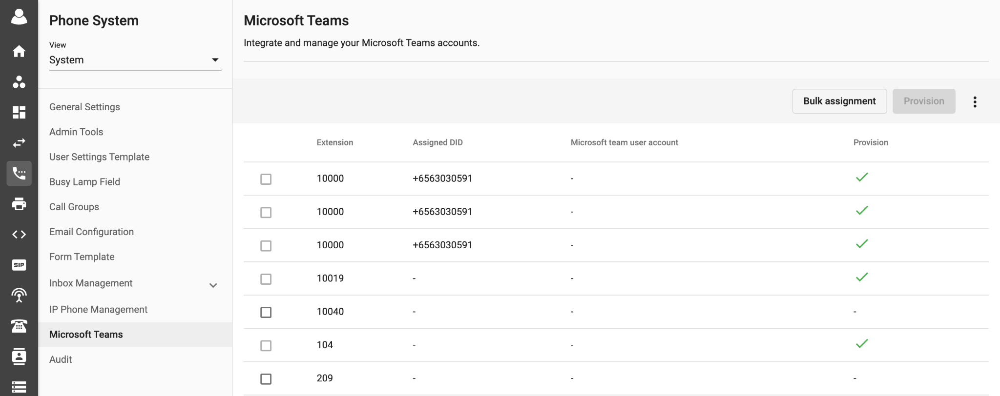 Phone System
View
System
General Settings
Admin Tools
User Settings Template
Busy Lamp Field
Call Groups
Email Configuration
Form Template
Inbox Management
IP Phone Management
Microsoft Teams
Audit
SIP
Microsoft Teams
Integrate and manage your Microsoft Teams accounts.
Bulk assignment Provision
Extension Assigned DID Microsoft team user account Provision
10000 +6563030591 -
10000 +6563030591 -
10000 +6563030591 -
10019 - -
10040 - - -
104 - -
209 - - -